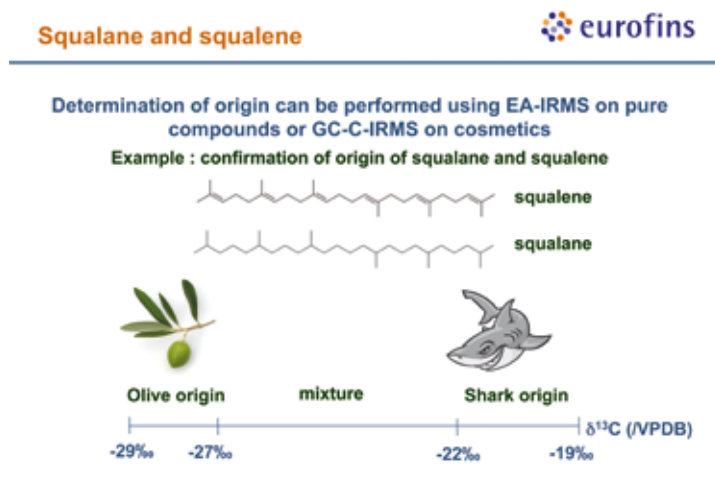 Squalane and squalene
eurofins
Determination of origin can be performed using EA-IRMS on pure
compounds or GC-C-IRMS on cosmetics
Example : confirmation of origin of squalane and squalene
squalene
squalane
Olive origin
mixture
Shark origin
δ¹³C (/VPDB)
-29‰
-27‰
-22‰
-19‰